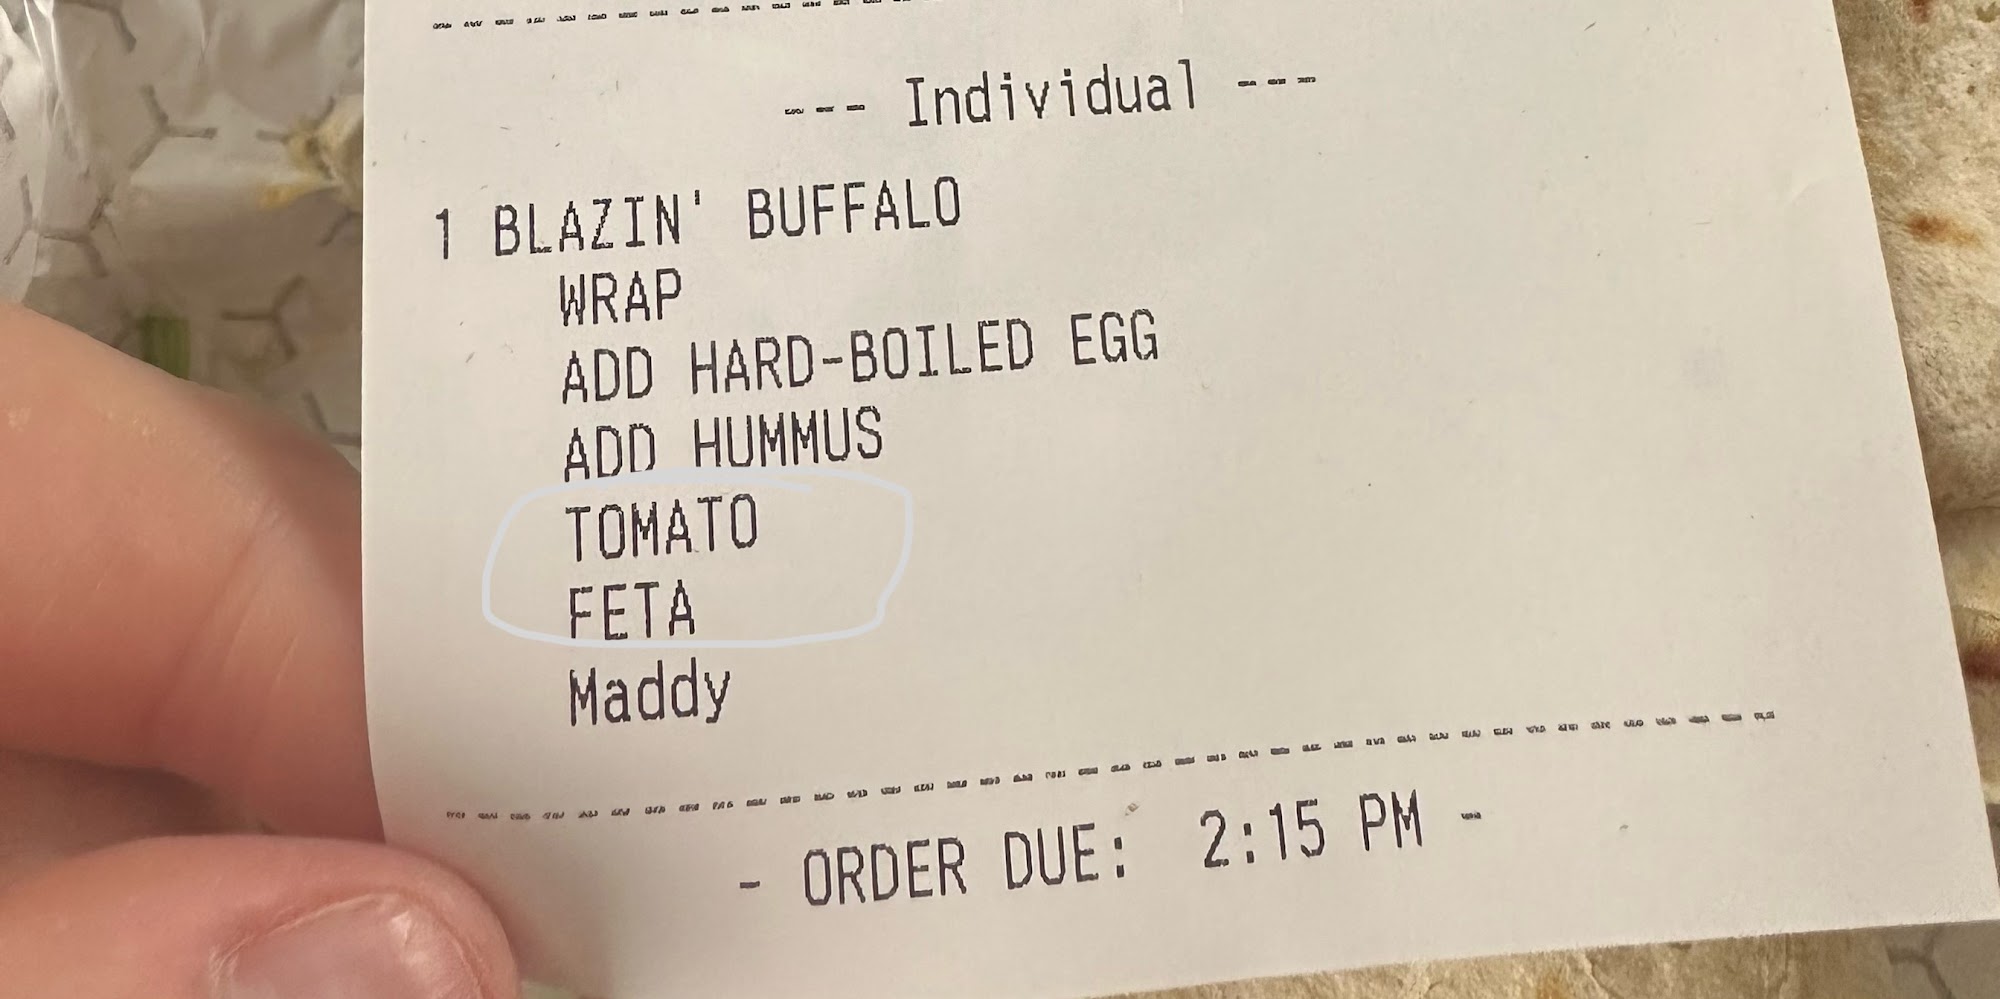 --- Individual ---
1 BLAZIN' BUFFALO
WRAP
ADD HARD-BOILED EGG
ADD HUMMUS
TOMATO
FETA
Maddy
- ORDER DUE: 2:15 PM -